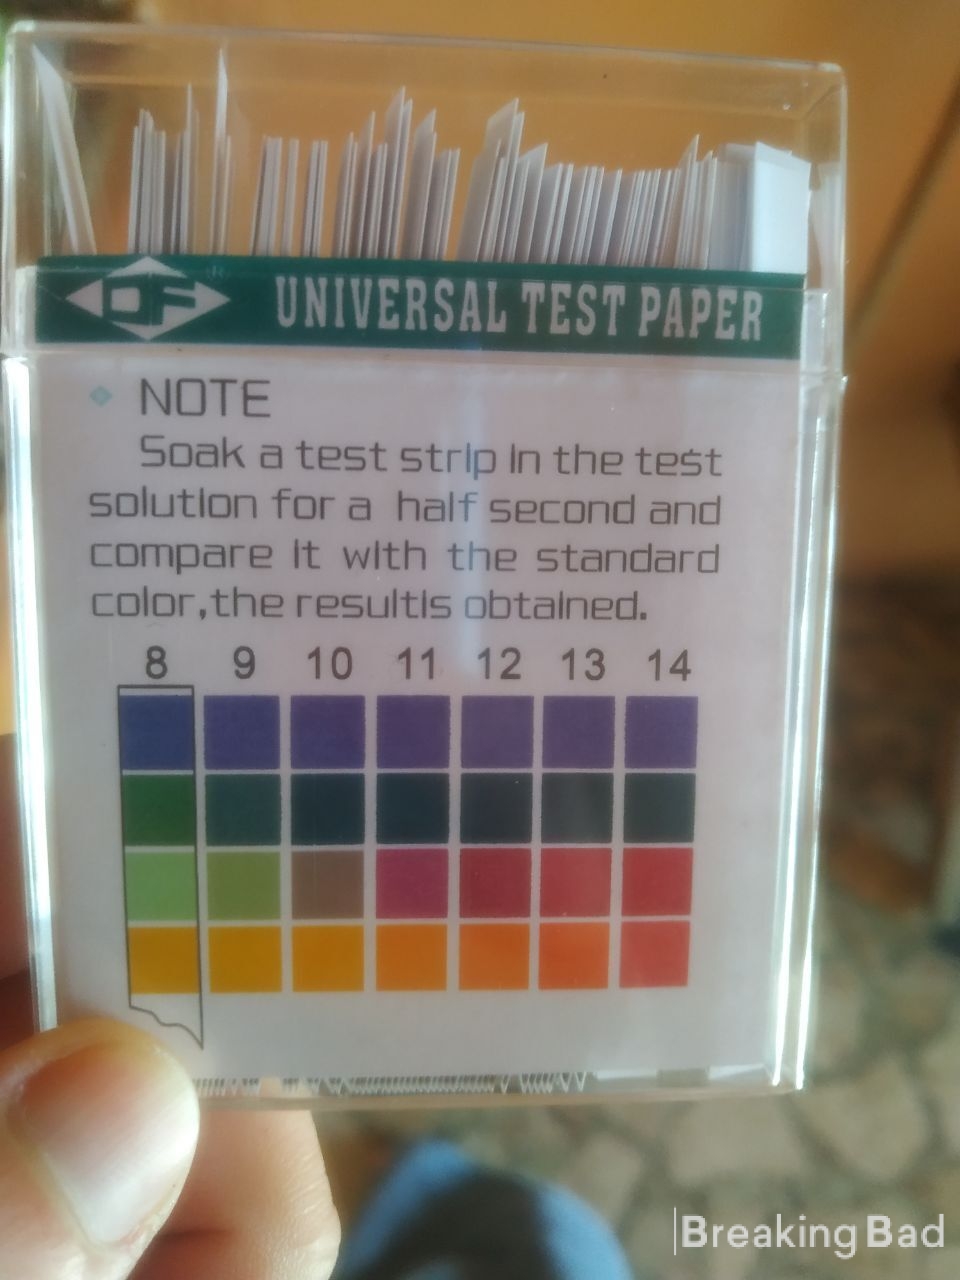 DF ® UNIVERSAL TEST PAPER
NOTE
Soak a test strip in the test
solution for a half second and
compare it with the standard
color,the resultis obtained.
8 9 10 11 12 13 14
Breaking Bad